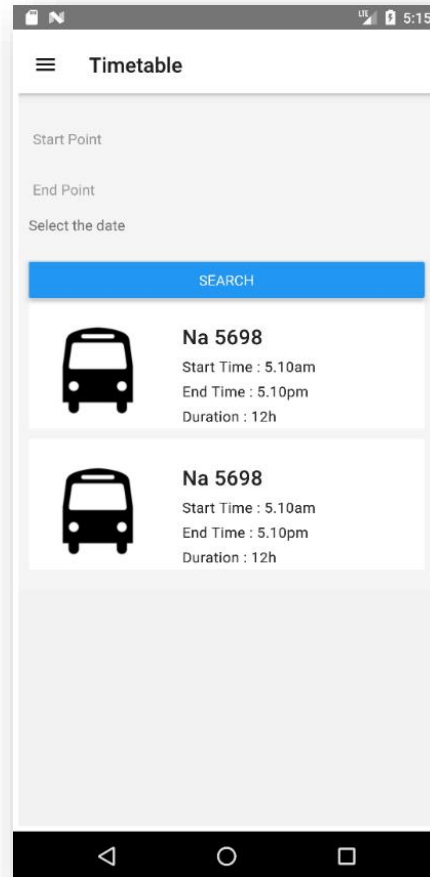 LTE 5:15
Timetable
Start Point
End Point
Select the date
SEARCH
Na 5698
Start Time : 5.10am
End Time : 5.10pm
Duration : 12h
Na 5698
Start Time : 5.10am
End Time : 5.10pm
Duration : 12h